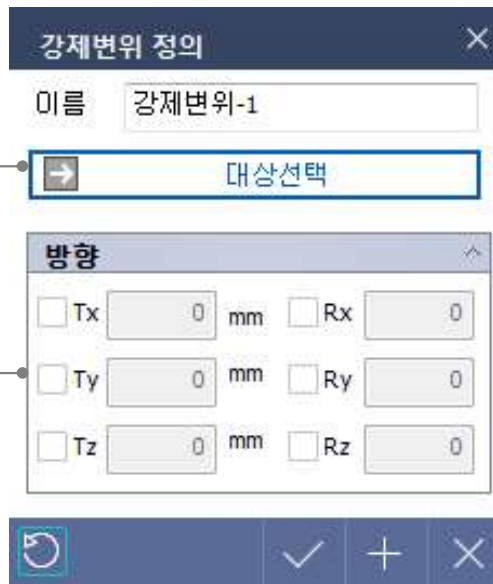 강제변위 정의
이름 강제변위-1
대상선택
방향
Tx 0 mm Rx 0
Ty 0 mm Ry 0
Tz 0 mm Rz 0